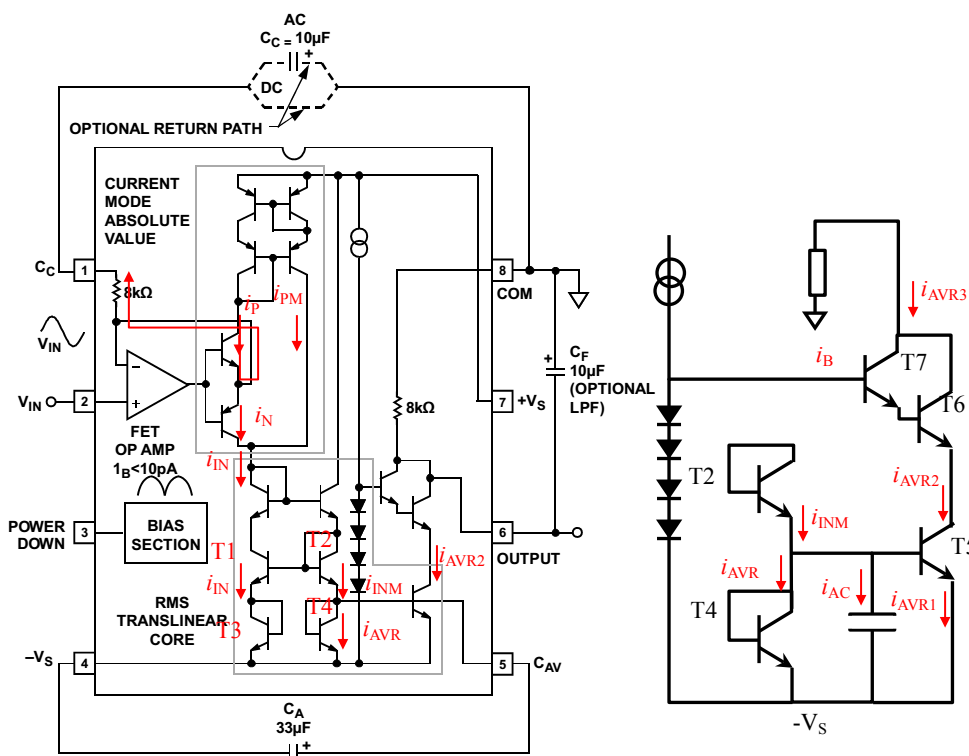 AC
C_C = 10µF
+
DC
OPTIONAL RETURN PATH
CURRENT
MODE
ABSOLUTE
VALUE
C_C
1
8kΩ
i_P
i_PM
8
COM
V_IN
−
+
V_IN
2
FET
OP AMP
1_B<10pA
i_N
i_IN
+
C_F
10µF
(OPTIONAL
LPF)
7
+V_S
8kΩ
POWER
DOWN
3
BIAS
SECTION
6
OUTPUT
T1
T2
i_AVR2
i_IN
i_INM
RMS
TRANSLINEAR
CORE
T3
T4
i_AVR
–V_S
4
5
C_AV
C_A
33µF
+
i_AVR3
i_B
T7
T6
T2
i_INM
i_AVR2
T5
i_AVR
i_AC
i_AVR1
T4
-V_S